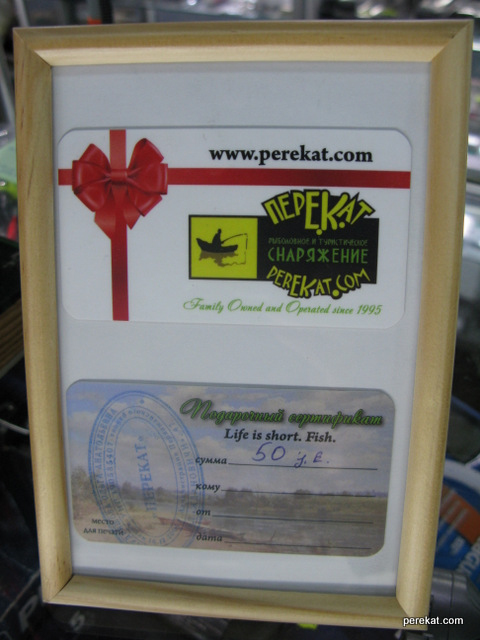 www.perekat.com
ПЕРЕКАТ
РЫБОЛОВНОЕ И ТУРИСТИЧЕСКОЕ
СНАРЯЖЕНИЕ
PEREKAT.COM
Family Owned and Operated since 1995
Подарочный сертификат
Life is short. Fish.
сумма 50 у.е.
кому
от
дата
ПЕРЕКАТ
место
для печати
perekat.com